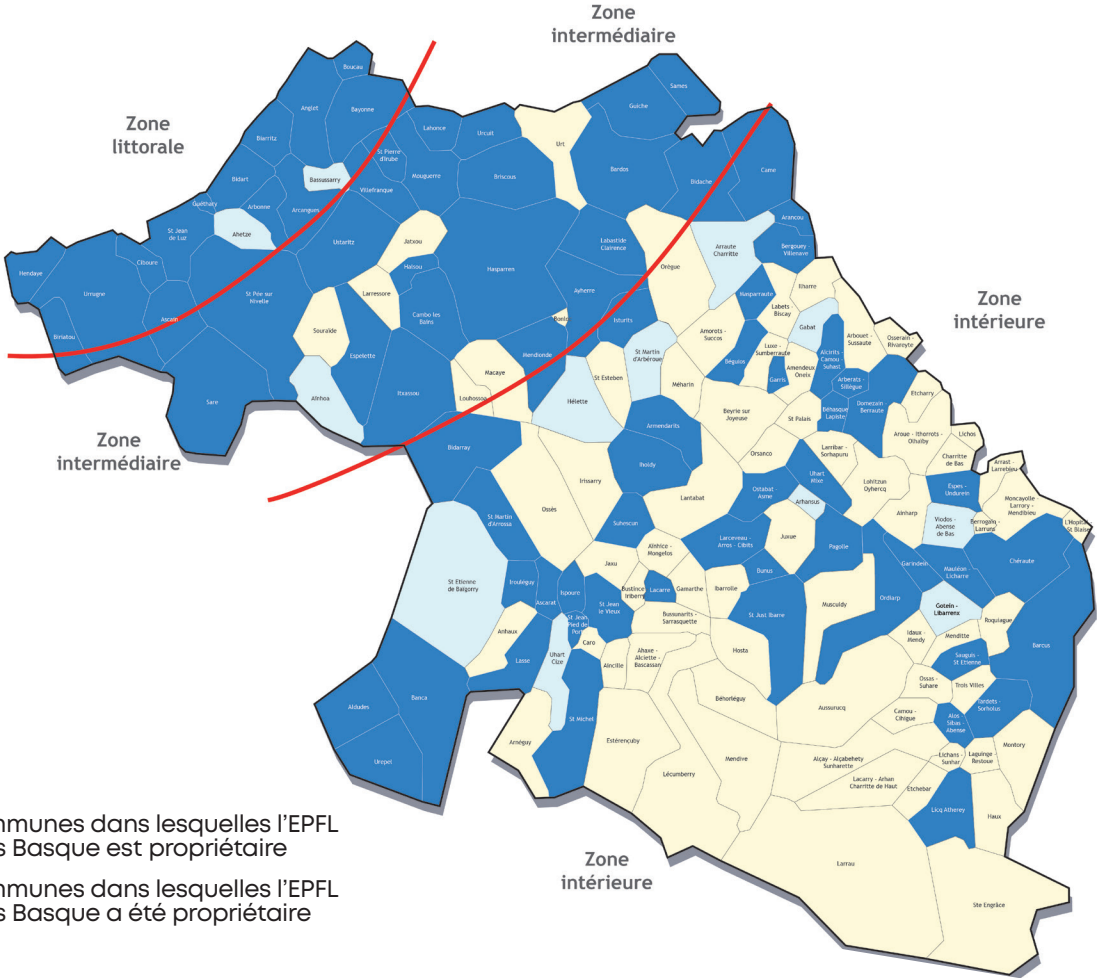 Zone
intermédiaire
Zone
littorale
Boucau
Anglet
Bayonne
Biarritz
Lahonce
Urcuit
Urt
Guiche
Sames
St Pierre
d'Irube
Mouguerre
Briscous
Bardos
Bidache
Came
Bidart
Bassussarry
Villefranque
Guéthary
Arbonne
Arcangues
Arancou
St Jean
de Luz
Ahetze
Ustaritz
Jatxou
Labastide
Clairence
Arraute
Charritte
Bergouey -
Villenave
Hendaye
Urrugne
Ciboure
Halsou
Hasparren
Orègue
Masparraute
Ilharre
Biriatou
Ascain
St Pée sur
Nivelle
Larressore
Cambo les
Bains
Ayherre
Isturits
Labets
Biscay
Gabat
Zone
intérieure
Souraïde
Espelette
Mendionde
St Martin
d'Arbéroue
Amorots -
Succos
Luxe -
Sumberraute
Arbouet -
Sussaute
Osserain -
Rivareyte
Sare
Aïnhoa
Itxassou
Macaye
Louhossoa
St Esteben
Hélette
Méharin
Béguios
Garris
Amendeux
Oneix
Aïcirits -
Camou -
Suhast
Arberats -
Sillègue
Zone
intermédiaire
Beyrie sur
Joyeuse
St Palais
Béhasque
Lapiste
Domezain -
Berraute
Etcharry
Bidarray
Armendarits
Iholdy
Orsanco
Larribar -
Sorhapuru
Aroue - Ithorrots -
Olhaïby
Lichos
Charritte
de Bas
Arrast -
Larrebieu
Irissarry
Lantabat
Ostabat -
Asme
Uhart
Mixe
Lohitzun
Oyhercq
Espes -
Undurein
Moncayolle -
Larrory -
Mendibieu
Ossès
Arhansus
Ainharp
Viodos -
Abense
de Bas
Berrogain -
Larruns
L'Hopital
St Blaise
St Martin
d'Arrossa
Suhescun
Larceveau -
Arros - Cibits
Juxue
Pagolle
Garindein
Mauléon
Licharre
Chéraute
Jaxu
Ainhice -
Mongelos
Bunus
St Etienne
de Baïgorry
Irouléguy
Ascarat
Ispoure
St Jean
le Vieux
Bustince
Iriberry
Lacarre
Gamarthe
Ibarrolle
St Just Ibarre
Musculdy
Ordiarp
Gotein -
Libarrenx
Roquiague
Bussunarits -
Sarrasquette
St Jean
Pied de
Port
Anhaux
Caro
Lasse
Uhart
Cize
Aincille
Ahaxe -
Alciette -
Bascassan
Hosta
Idaux -
Mendy
Menditte
Sauguis -
St Etienne
Barcus
Ossas -
Suhare
Trois Villes
Tardets -
Sorholus
Aldudes
Banca
Béhorléguy
Aussurucq
Camou -
Cihigue
Alos -
Sibas -
Abense
Urepel
Arnéguy
St Michel
Estérençuby
Lécumberry
Mendive
Alçay - Alçabehety
Sunharette
Lichans -
Sunhar
Laguinge -
Restoue
Montory
Lacarry - Arhan
Charritte de Haut
Etchebar
Licq Atherey
Haux
Larrau
Ste Engrâce
Zone
intérieure
mmunes dans lesquelles l'EPFL
s Basque est propriétaire
mmunes dans lesquelles l'EPFL
s Basque a été propriétaire